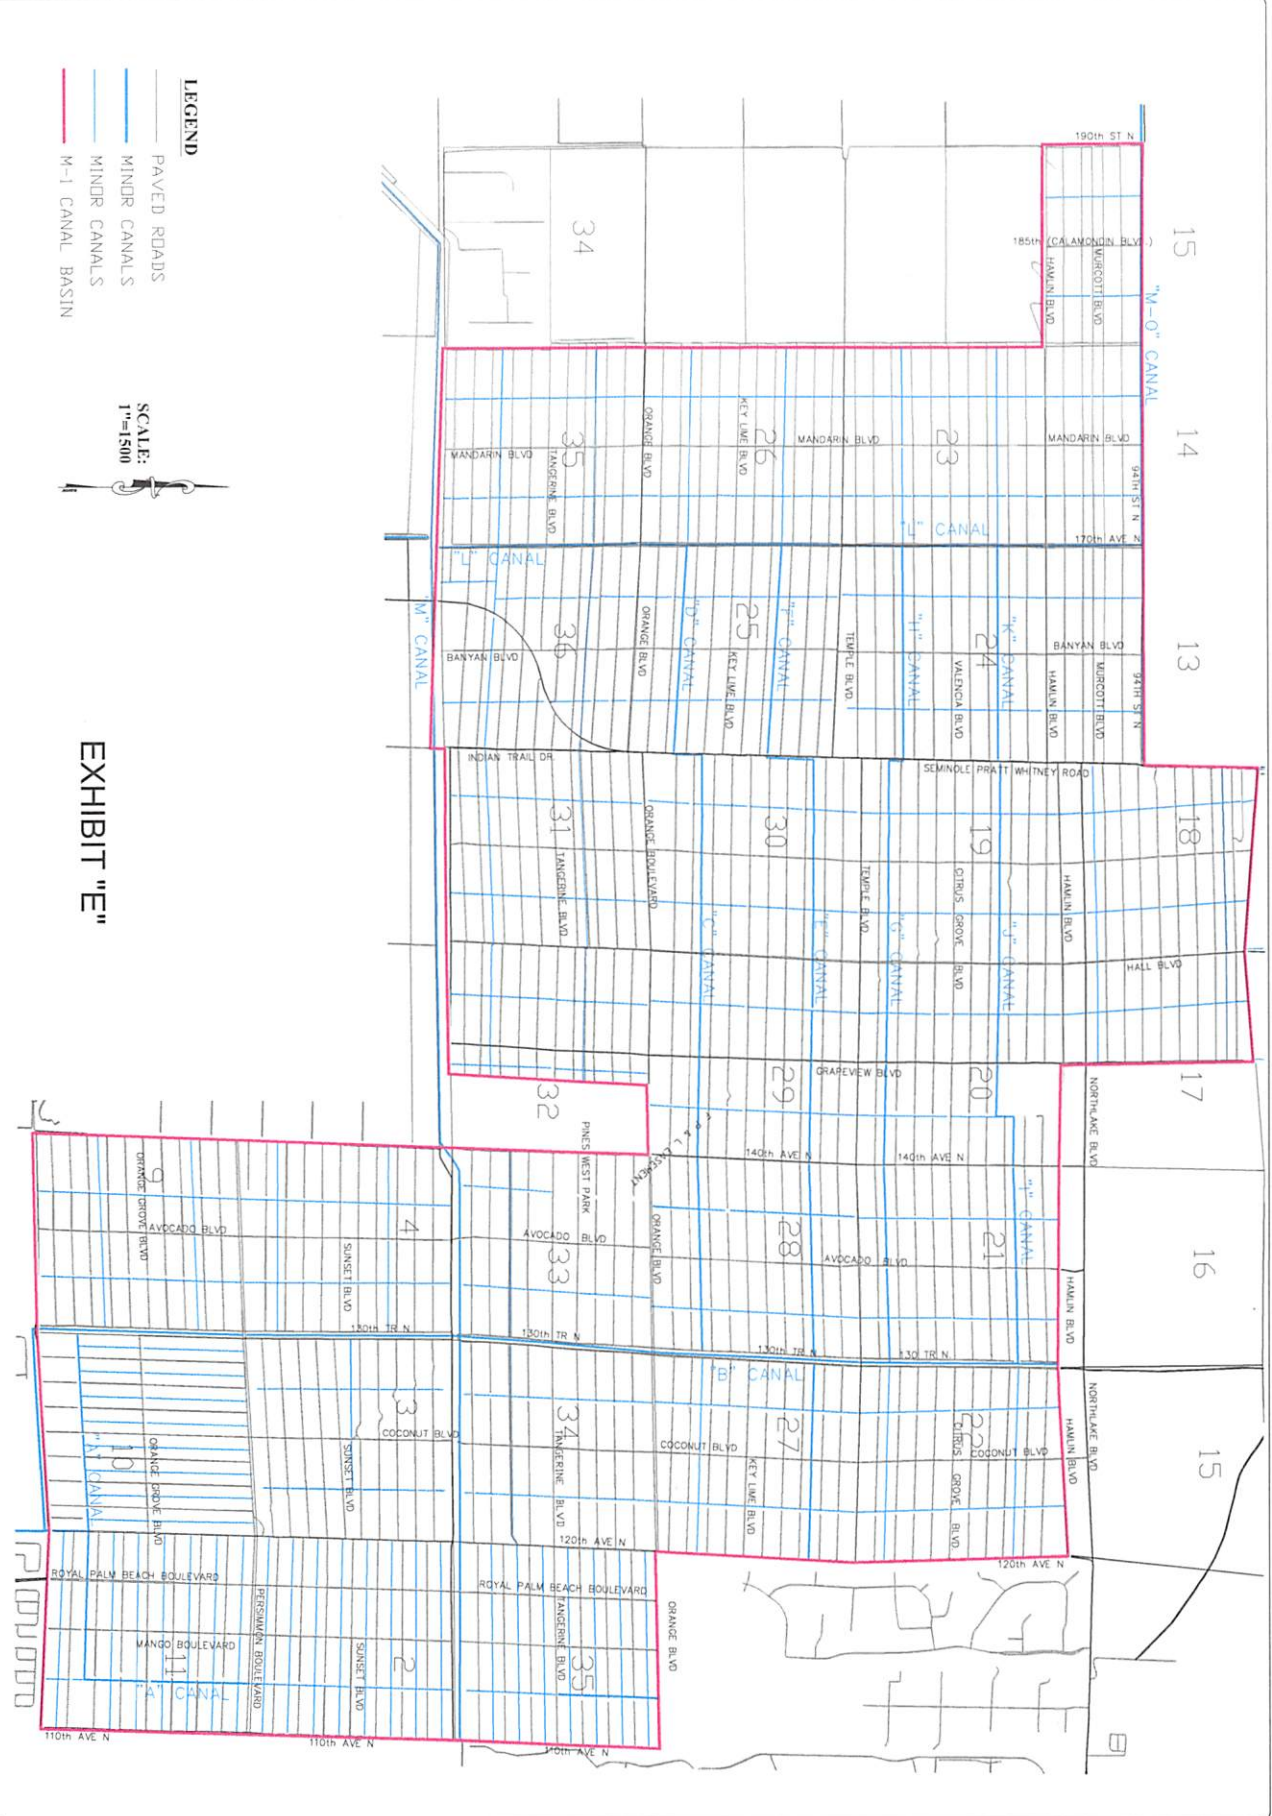 LEGEND
PAVED ROADS
MINOR CANALS
MINOR CANALS
M-1 CANAL BASIN
SCALE:
1"=1500
EXHIBIT "E"
190th ST N
15
185th (CALAMONDIN BLVD.)
HAMLIN BLVD
MURCOTT BLVD
"M-O" CANAL
34
14
MANDARIN BLVD
94TH ST N
23
MANDARIN BLVD
26
KEY LIME BLVD
ORANGE BLVD
35
MANDARIN BLVD
TANGERINE BLVD
"L" CANAL
170th AVE N
"L" CANAL
"M" CANAL
13
94TH ST N
MURCOTT BLVD
HAMLIN BLVD
BANYAN BLVD
"K" CANAL
24
VALENCIA BLVD
"H" CANAL
TEMPLE BLVD.
"F" CANAL
25
KEY LIME BLVD
"D" CANAL
ORANGE BLVD
36
BANYAN BLVD
INDIAN TRAIL DR.
SEMINOLE PRATT WHITNEY ROAD
18
19
30
31
ORANGE BOULEVARD
TANGERINE BLVD
TEMPLE BLVD
CITRUS GROVE BLVD
HAMLIN BLVD
"C" CANAL
"E" CANAL
"G" CANAL
"J" CANAL
HALL BLVD
17
NORTHLAKE BLVD
20
GRAPEVIEW BLVD
29
32
PINES WEST PARK
140th AVE N
140th AVE N
"I" CANAL
16
HAMLIN BLVD
21
AVOCADO BLVD
28
ORANGE BLVD
33
AVOCADO BLVD
4
SUNSET BLVD
AVOCADO BLVD
9
ORANGE GROVE BLVD
130th TR N
130th TR N
130th TR N
130 TR N
"B" CANAL
15
NORTHLAKE BLVD
HAMLIN BLVD
22
COCONUT BLVD
CITRUS GROVE BLVD
27
KEY LIME BLVD
COCONUT BLVD
34
TANGERINE BLVD
3
COCONUT BLVD
SUNSET BLVD
10
ORANGE GROVE BLVD
"A" CANA
120th AVE N
120th AVE N
ROYAL PALM BEACH BOULEVARD
ROYAL PALM BEACH BOULEVARD
ORANGE BLVD
35
TANGERINE BLVD
2
SUNSET BLVD
PERSIMMON BOULEVARD
MANGO BOULEVARD
11
"A" CANAL
110th AVE N
110th AVE N
110th AVE N